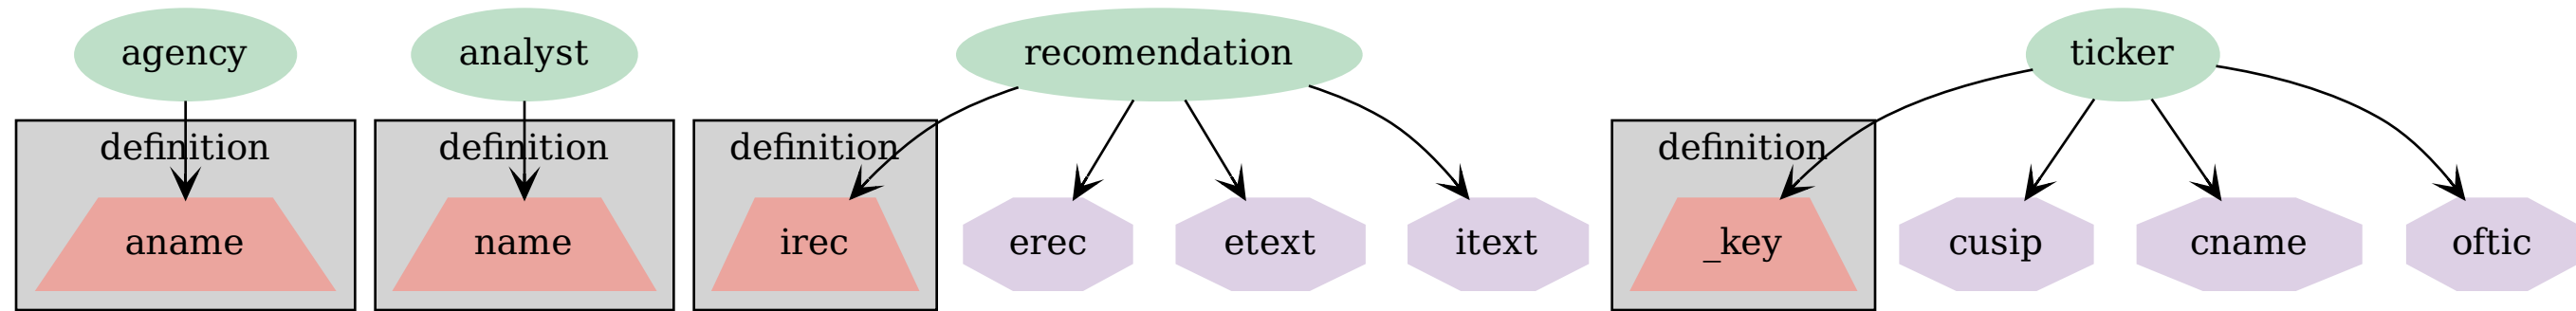 agency
analyst
recomendation
ticker
definition
definition
definition
definition
aname
name
irec
erec
etext
itext
_key
cusip
cname
oftic